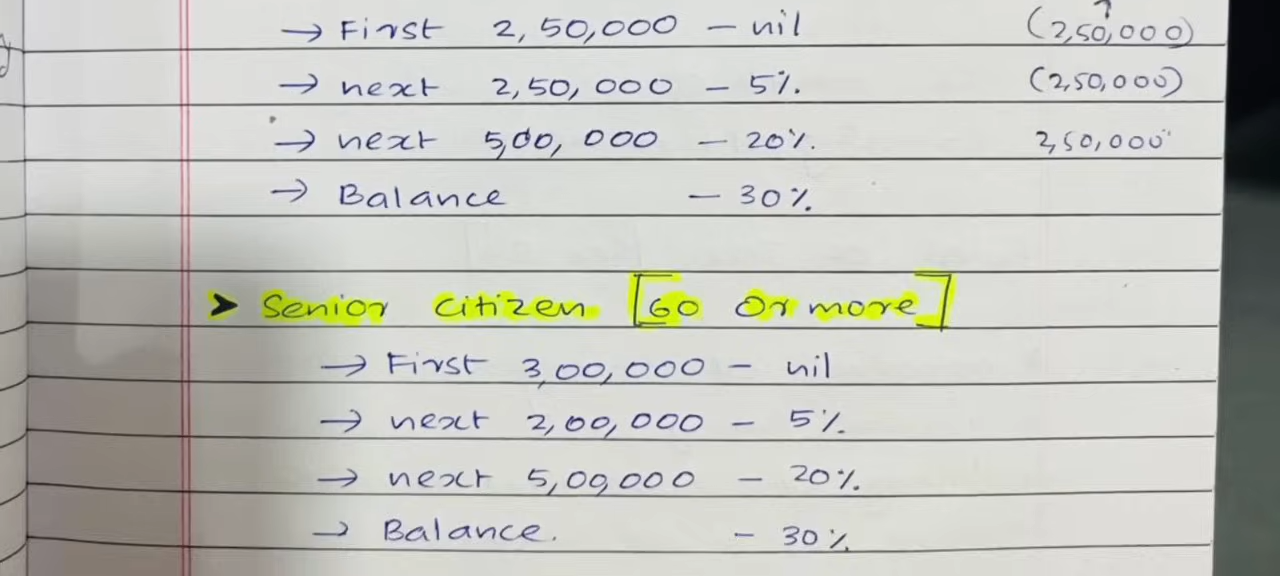 → First 2,50,000 – nil (2,50,000)
→ next 2,50,000 – 5% (2,50,000)
→ next 5,00,000 – 20% 2,50,000
→ Balance – 30%
➤ Senior citizen [60 or more]
→ First 3,00,000 – nil
→ next 2,00,000 – 5%
→ next 5,00,000 – 20%
→ Balance. – 30%